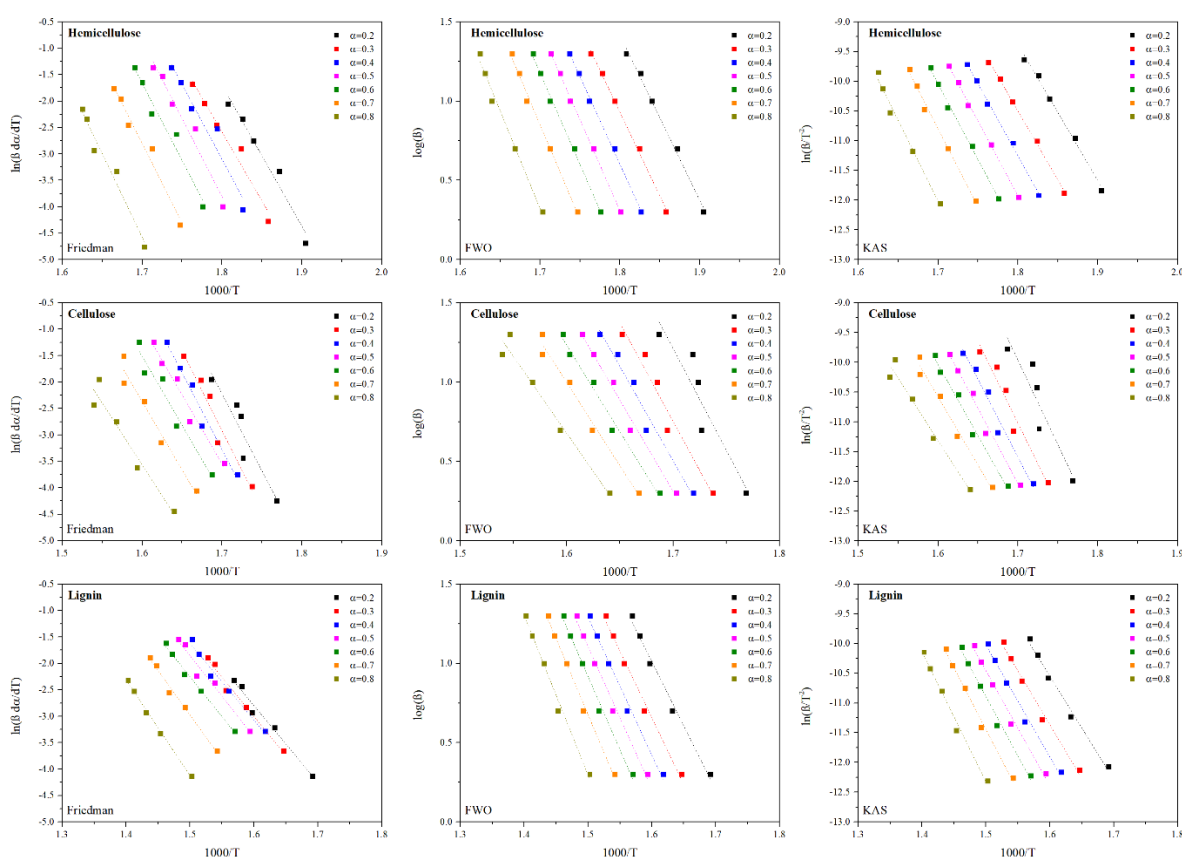 Hemicellulose
ln(β dα/dT)
-0.5
-1.0
-1.5
-2.0
-2.5
-3.0
-3.5
-4.0
-4.5
-5.0
α=0.2
α=0.3
α=0.4
α=0.5
α=0.6
α=0.7
α=0.8
Friedman
1.6 1.7 1.8 1.9 2.0
1000/T
Hemicellulose
log(β)
1.5
1.0
0.5
0.0
α=0.2
α=0.3
α=0.4
α=0.5
α=0.6
α=0.7
α=0.8
FWO
1.6 1.7 1.8 1.9 2.0
1000/T
Hemicellulose
ln(β/T²)
-9.0
-9.5
-10.0
-10.5
-11.0
-11.5
-12.0
-12.5
-13.0
α=0.2
α=0.3
α=0.4
α=0.5
α=0.6
α=0.7
α=0.8
KAS
1.6 1.7 1.8 1.9 2.0
1000/T
Cellulose
ln(β dα/dT)
-0.5
-1.0
-1.5
-2.0
-2.5
-3.0
-3.5
-4.0
-4.5
-5.0
α=0.2
α=0.3
α=0.4
α=0.5
α=0.6
α=0.7
α=0.8
Friedman
1.5 1.6 1.7 1.8 1.9
1000/T
Cellulose
log(β)
1.5
1.0
0.5
0.0
α=0.2
α=0.3
α=0.4
α=0.5
α=0.6
α=0.7
α=0.8
FWO
1.5 1.6 1.7 1.8
1000/T
Cellulose
ln(β/T²)
-9.0
-9.5
-10.0
-10.5
-11.0
-11.5
-12.0
-12.5
-13.0
α=0.2
α=0.3
α=0.4
α=0.5
α=0.6
α=0.7
α=0.8
KAS
1.5 1.6 1.7 1.8 1.9
1000/T
Lignin
ln(β dα/dT)
-0.5
-1.0
-1.5
-2.0
-2.5
-3.0
-3.5
-4.0
-4.5
-5.0
α=0.2
α=0.3
α=0.4
α=0.5
α=0.6
α=0.7
α=0.8
Friedman
1.3 1.4 1.5 1.6 1.7 1.8
1000/T
Lignin
log(β)
1.5
1.0
0.5
0.0
α=0.2
α=0.3
α=0.4
α=0.5
α=0.6
α=0.7
α=0.8
FWO
1.3 1.4 1.5 1.6 1.7 1.8
1000/T
Lignin
ln(β/T²)
-9.0
-9.5
-10.0
-10.5
-11.0
-11.5
-12.0
-12.5
-13.0
α=0.2
α=0.3
α=0.4
α=0.5
α=0.6
α=0.7
α=0.8
KAS
1.3 1.4 1.5 1.6 1.7 1.8
1000/T